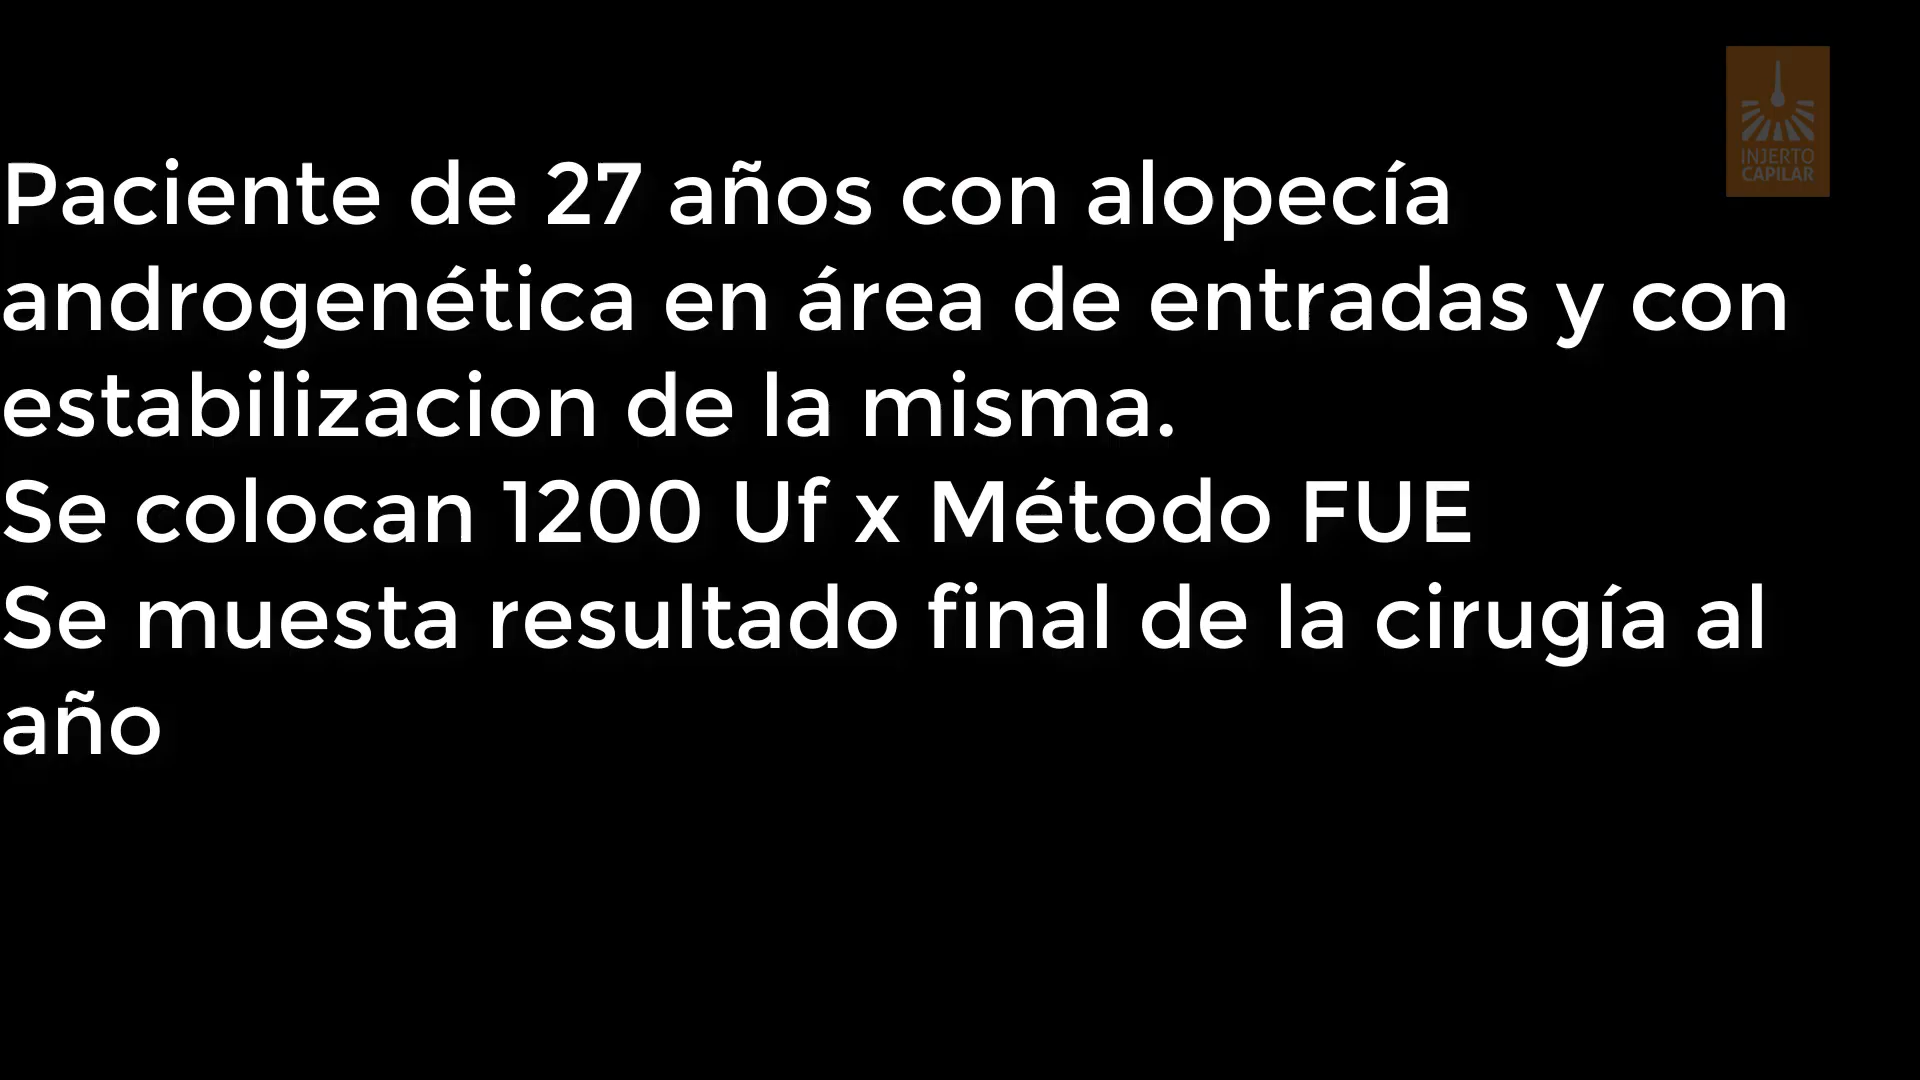 INJERTO
CAPILAR
Paciente de 27 años con alopecía
androgenética en área de entradas y con
estabilizacion de la misma.
Se colocan 1200 Uf x Método FUE
Se muesta resultado final de la cirugía al
año